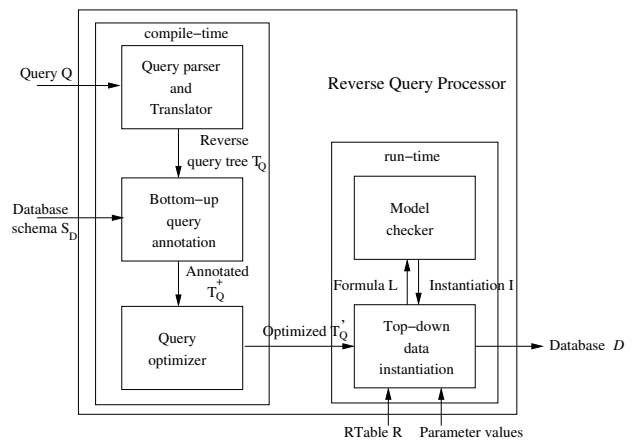 compile-time
Query Q
Query parser
and
Translator
Reverse Query Processor
Reverse
query tree T_Q
run-time
Database
schema S_D
Bottom-up
query
annotation
Model
checker
Annotated
T_Q^+
Formula L
Instantiation I
Query
optimizer
Optimized T_Q'
Top-down
data
instantiation
Database D
RTable R
Parameter values